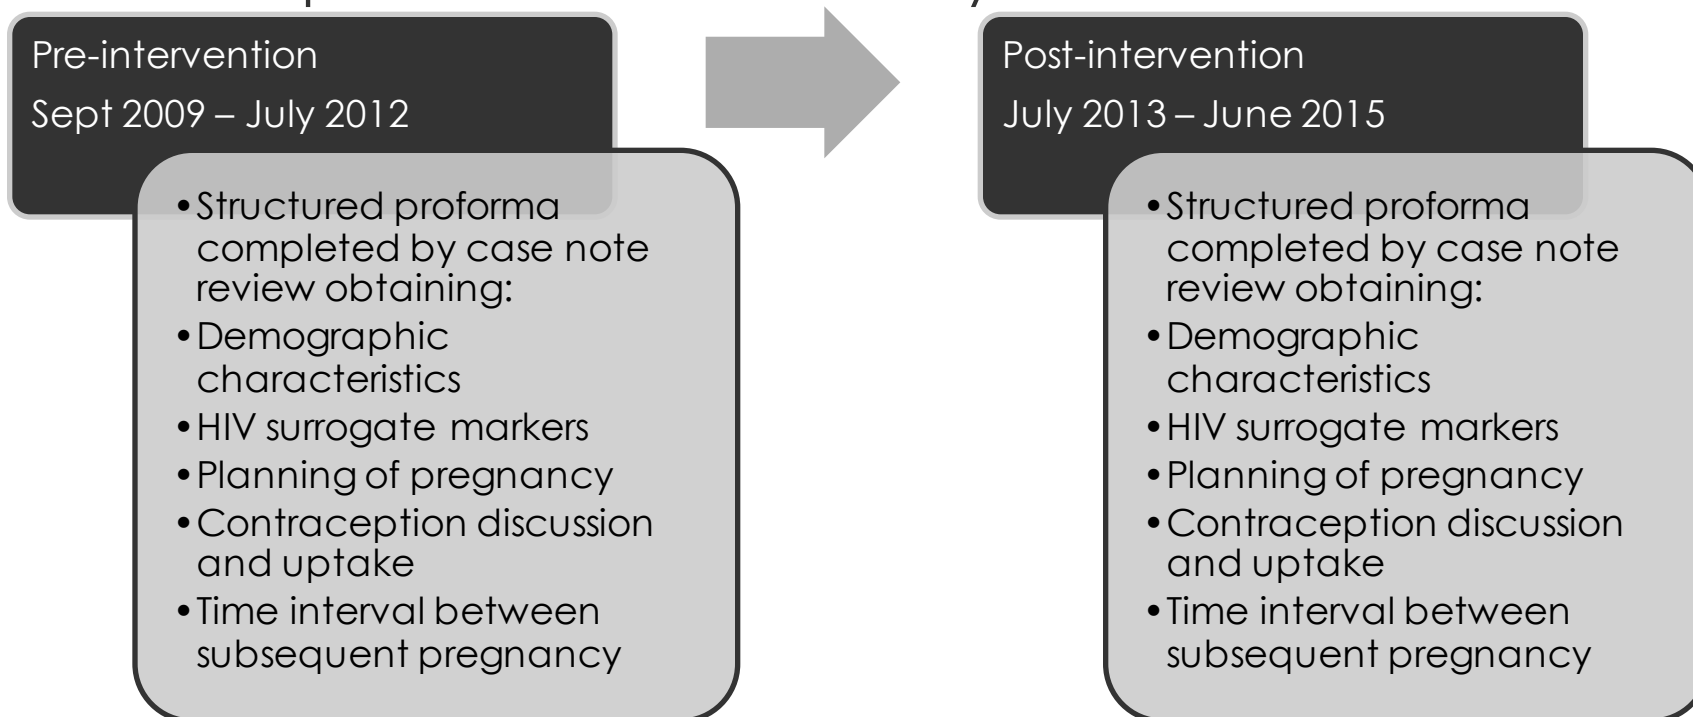 Pre-intervention
Sept 2009 – July 2012
•Structured proforma
completed by case note
review obtaining:
•Demographic
characteristics
•HIV surrogate markers
•Planning of pregnancy
•Contraception discussion
and uptake
•Time interval between
subsequent pregnancy
Post-intervention
July 2013 – June 2015
•Structured proforma
completed by case note
review obtaining:
•Demographic
characteristics
•HIV surrogate markers
•Planning of pregnancy
•Contraception discussion
and uptake
•Time interval between
subsequent pregnancy